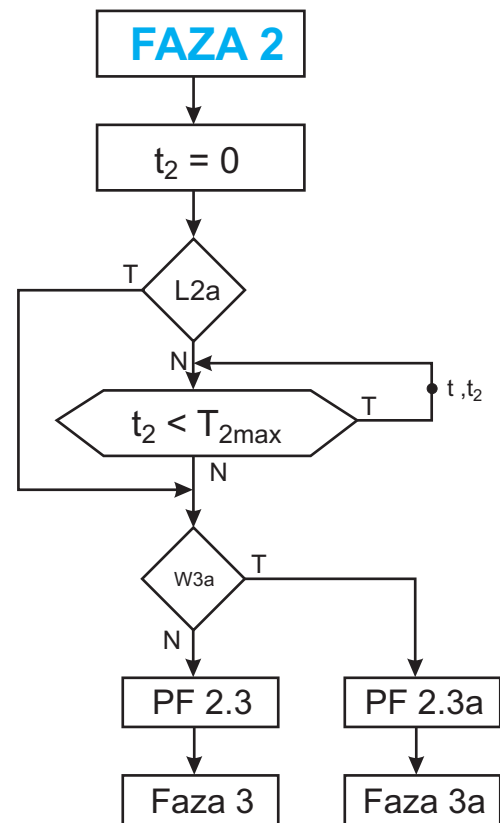 FAZA 2
t₂ = 0
T
L2a
N
t₂ < T₂max
T
t ,t₂
N
W3a
T
N
PF 2.3
PF 2.3a
Faza 3
Faza 3a